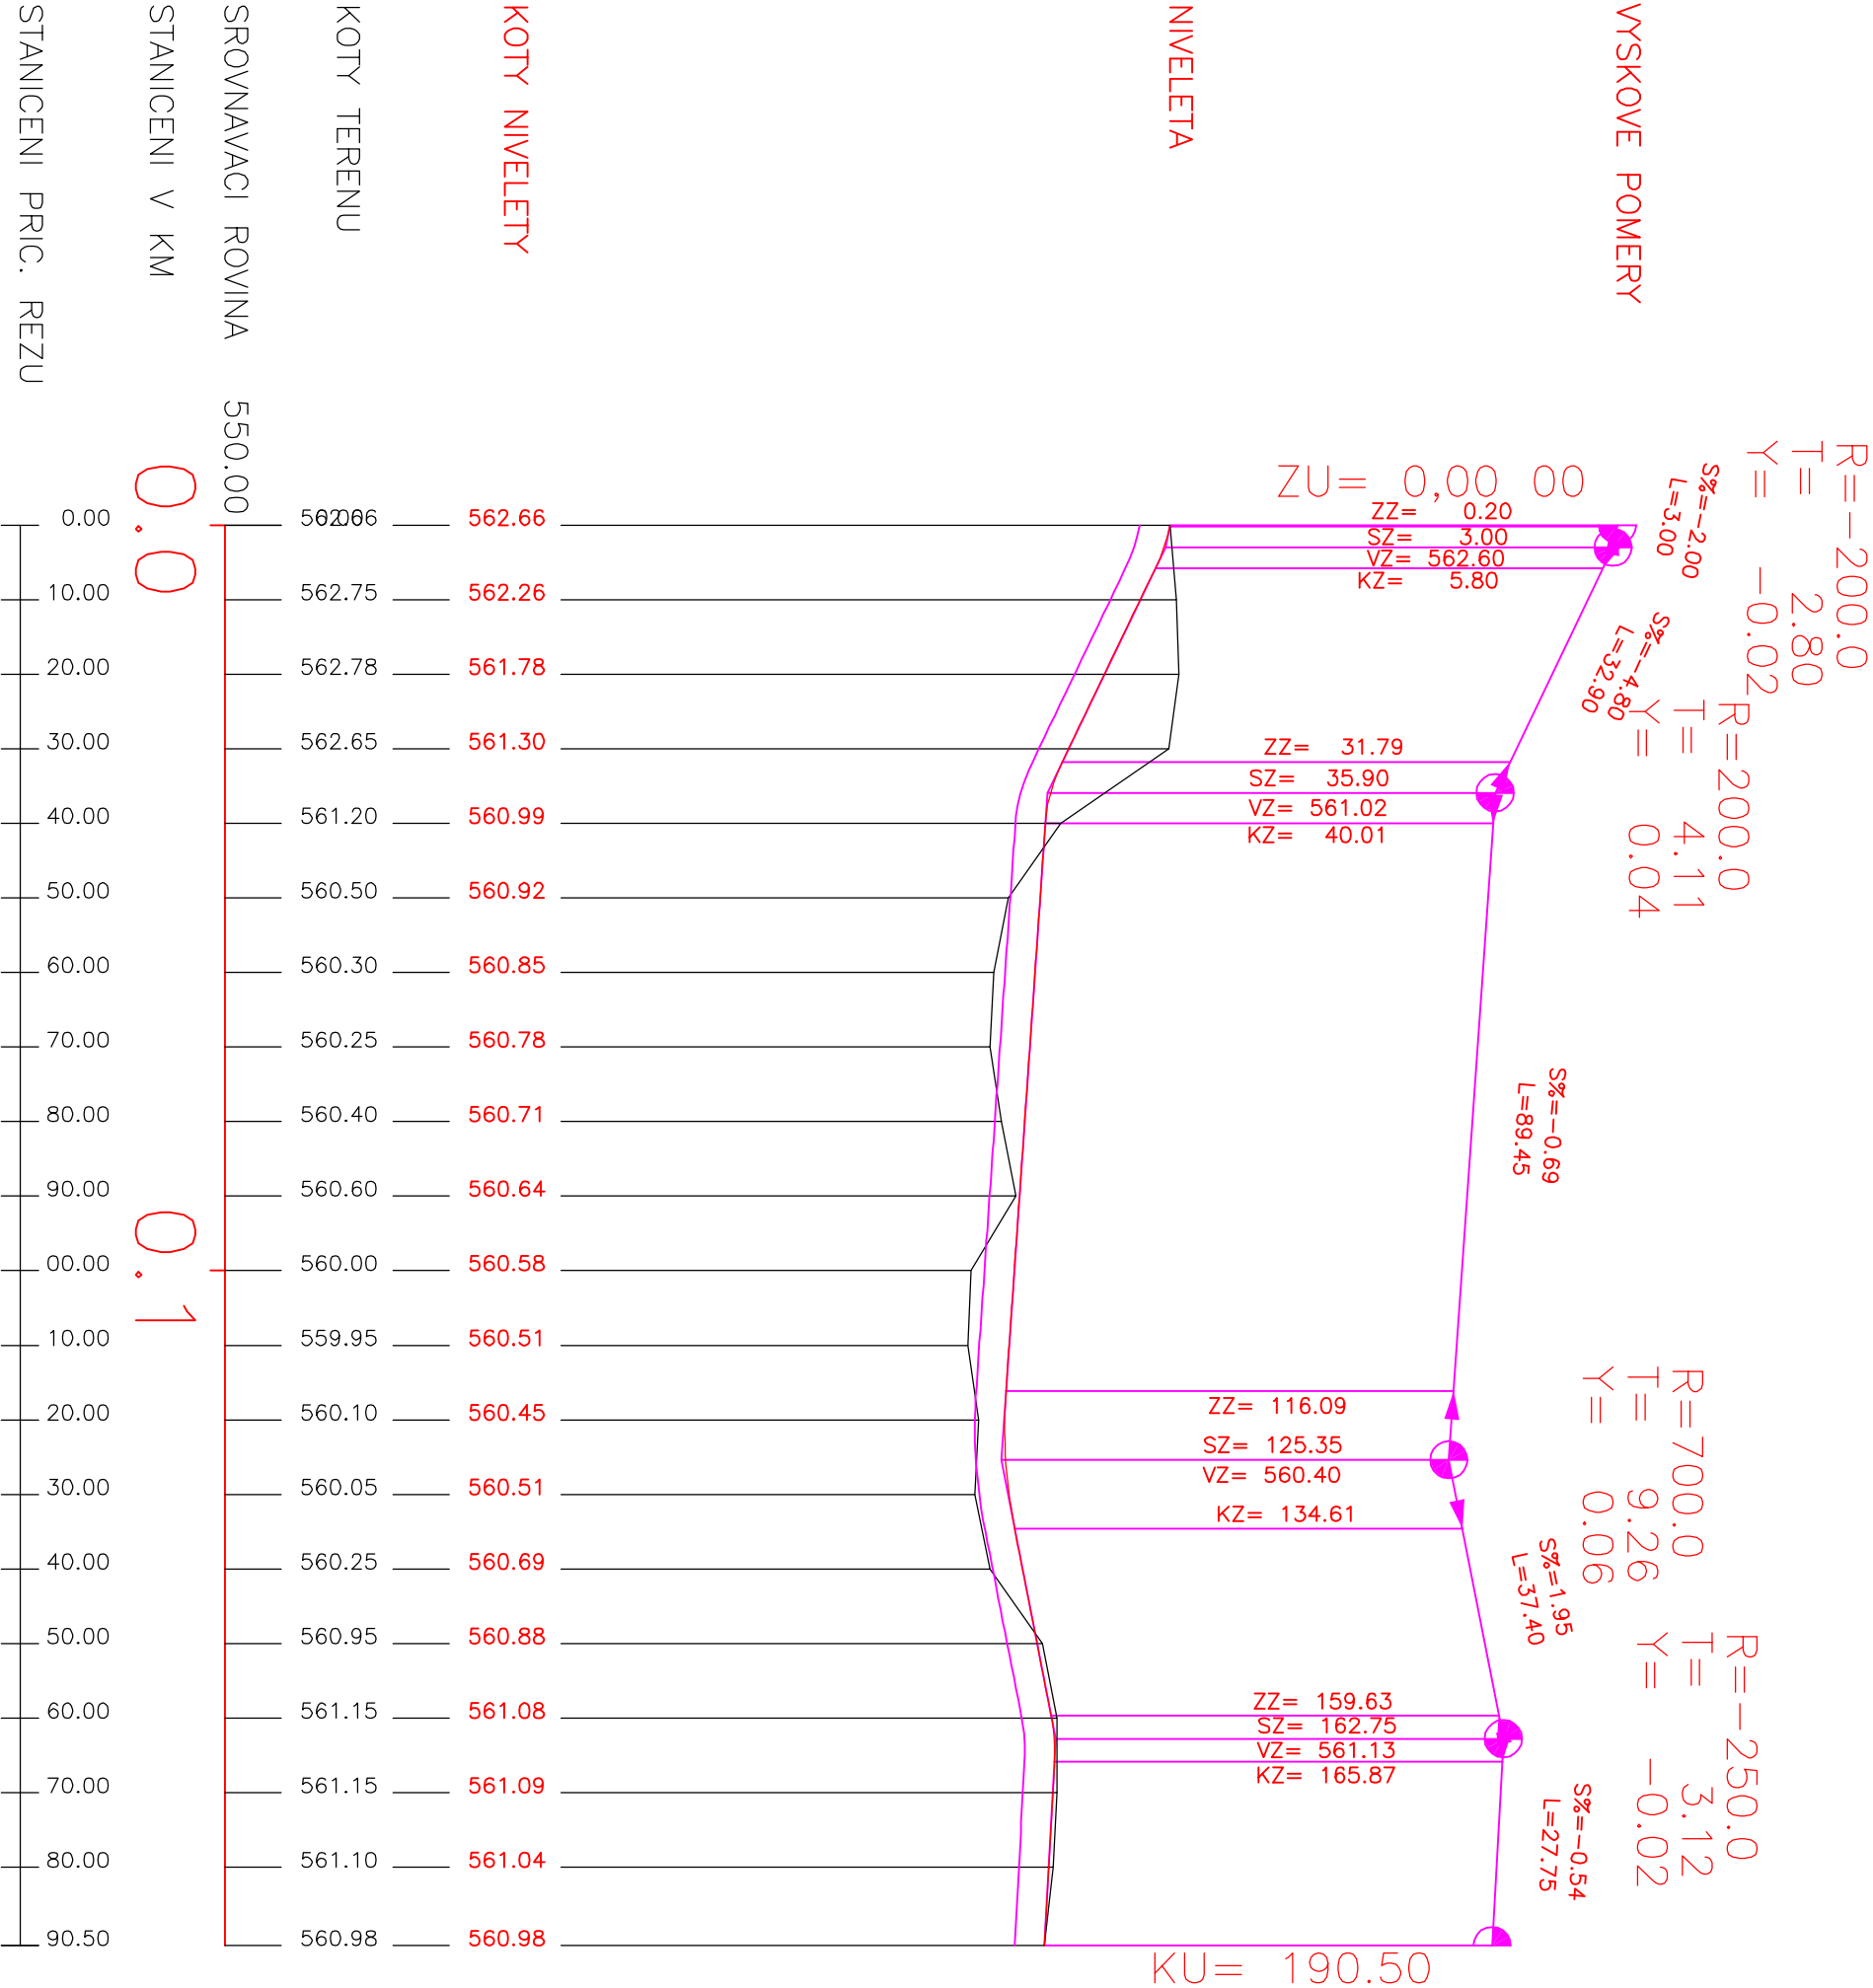 VYSKOVE POMERY
NIVELETA
KOTY NIVELETY
KOTY TERENU
SROVNAVACI ROVINA 550.00
STANICENI V KM
STANICENI PRIC. REZU
R=-200.0
T= 2.80
Y= -0.02
S%=-2.00
L=3.00
ZU= 0,00 00
ZZ= 0.20
SZ= 3.00
VZ= 562.60
KZ= 5.80
S%=-4.80
L=32.90
R=200.0
T= 4.11
Y= 0.04
ZZ= 31.79
SZ= 35.90
VZ= 561.02
KZ= 40.01
S%=-0.69
L=89.45
R=700.0
T= 9.26
Y= 0.06
ZZ= 116.09
SZ= 125.35
VZ= 560.40
KZ= 134.61
S%=1.95
L=37.40
R=-250.0
T= 3.12
Y= -0.02
ZZ= 159.63
SZ= 162.75
VZ= 561.13
KZ= 165.87
S%=-0.54
L=27.75
KU= 190.50
0.0
0.1
0.00 562.66
10.00 562.75 562.26
20.00 562.78 561.78
30.00 562.65 561.30
40.00 561.20 560.99
50.00 560.50 560.92
60.00 560.30 560.85
70.00 560.25 560.78
80.00 560.40 560.71
90.00 560.60 560.64
00.00 560.00 560.58
10.00 559.95 560.51
20.00 560.10 560.45
30.00 560.05 560.51
40.00 560.25 560.69
50.00 560.95 560.88
60.00 561.15 561.08
70.00 561.15 561.09
80.00 561.10 561.04
90.50 560.98 560.98